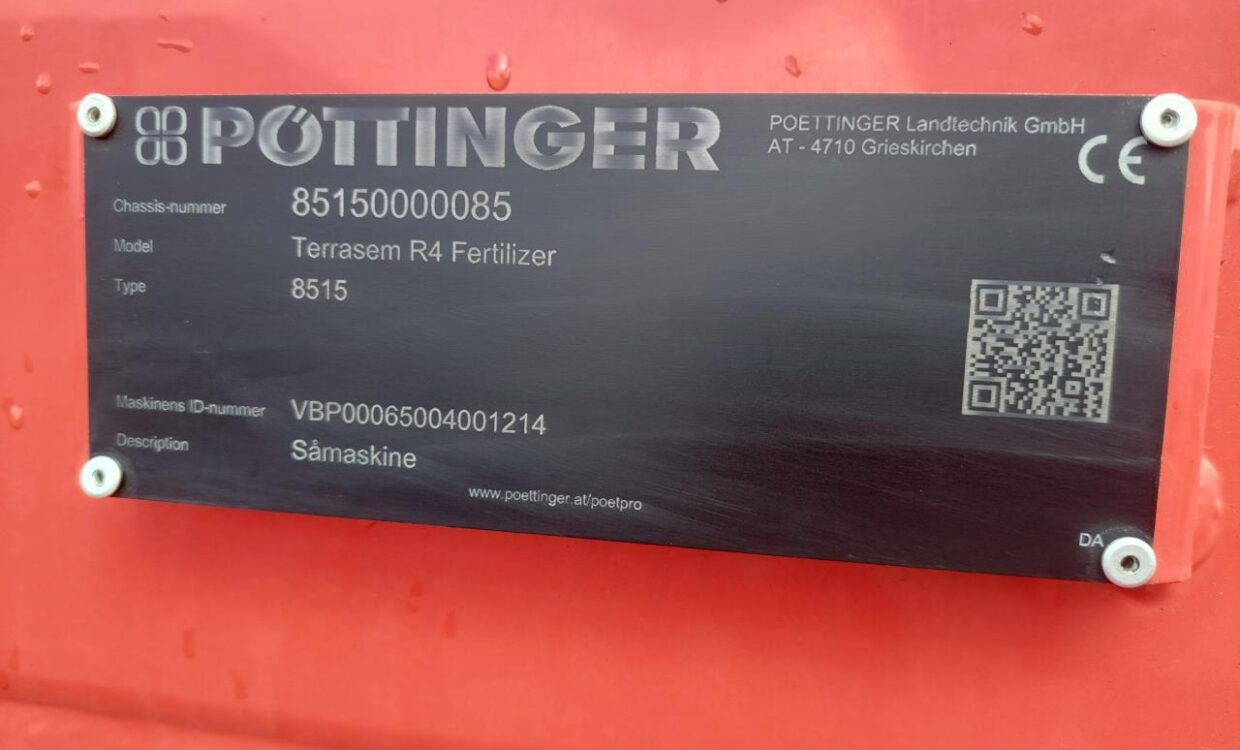 PÖTTINGER
POETTINGER Landtechnik GmbH
AT - 4710 Grieskirchen
CE
Chassis-nummer 85150000085
Model Terrasem R4 Fertilizer
Type 8515
Maskinens ID-nummer VBP00065004001214
Description Såmaskine
www.poettinger.at/poetpro
DA